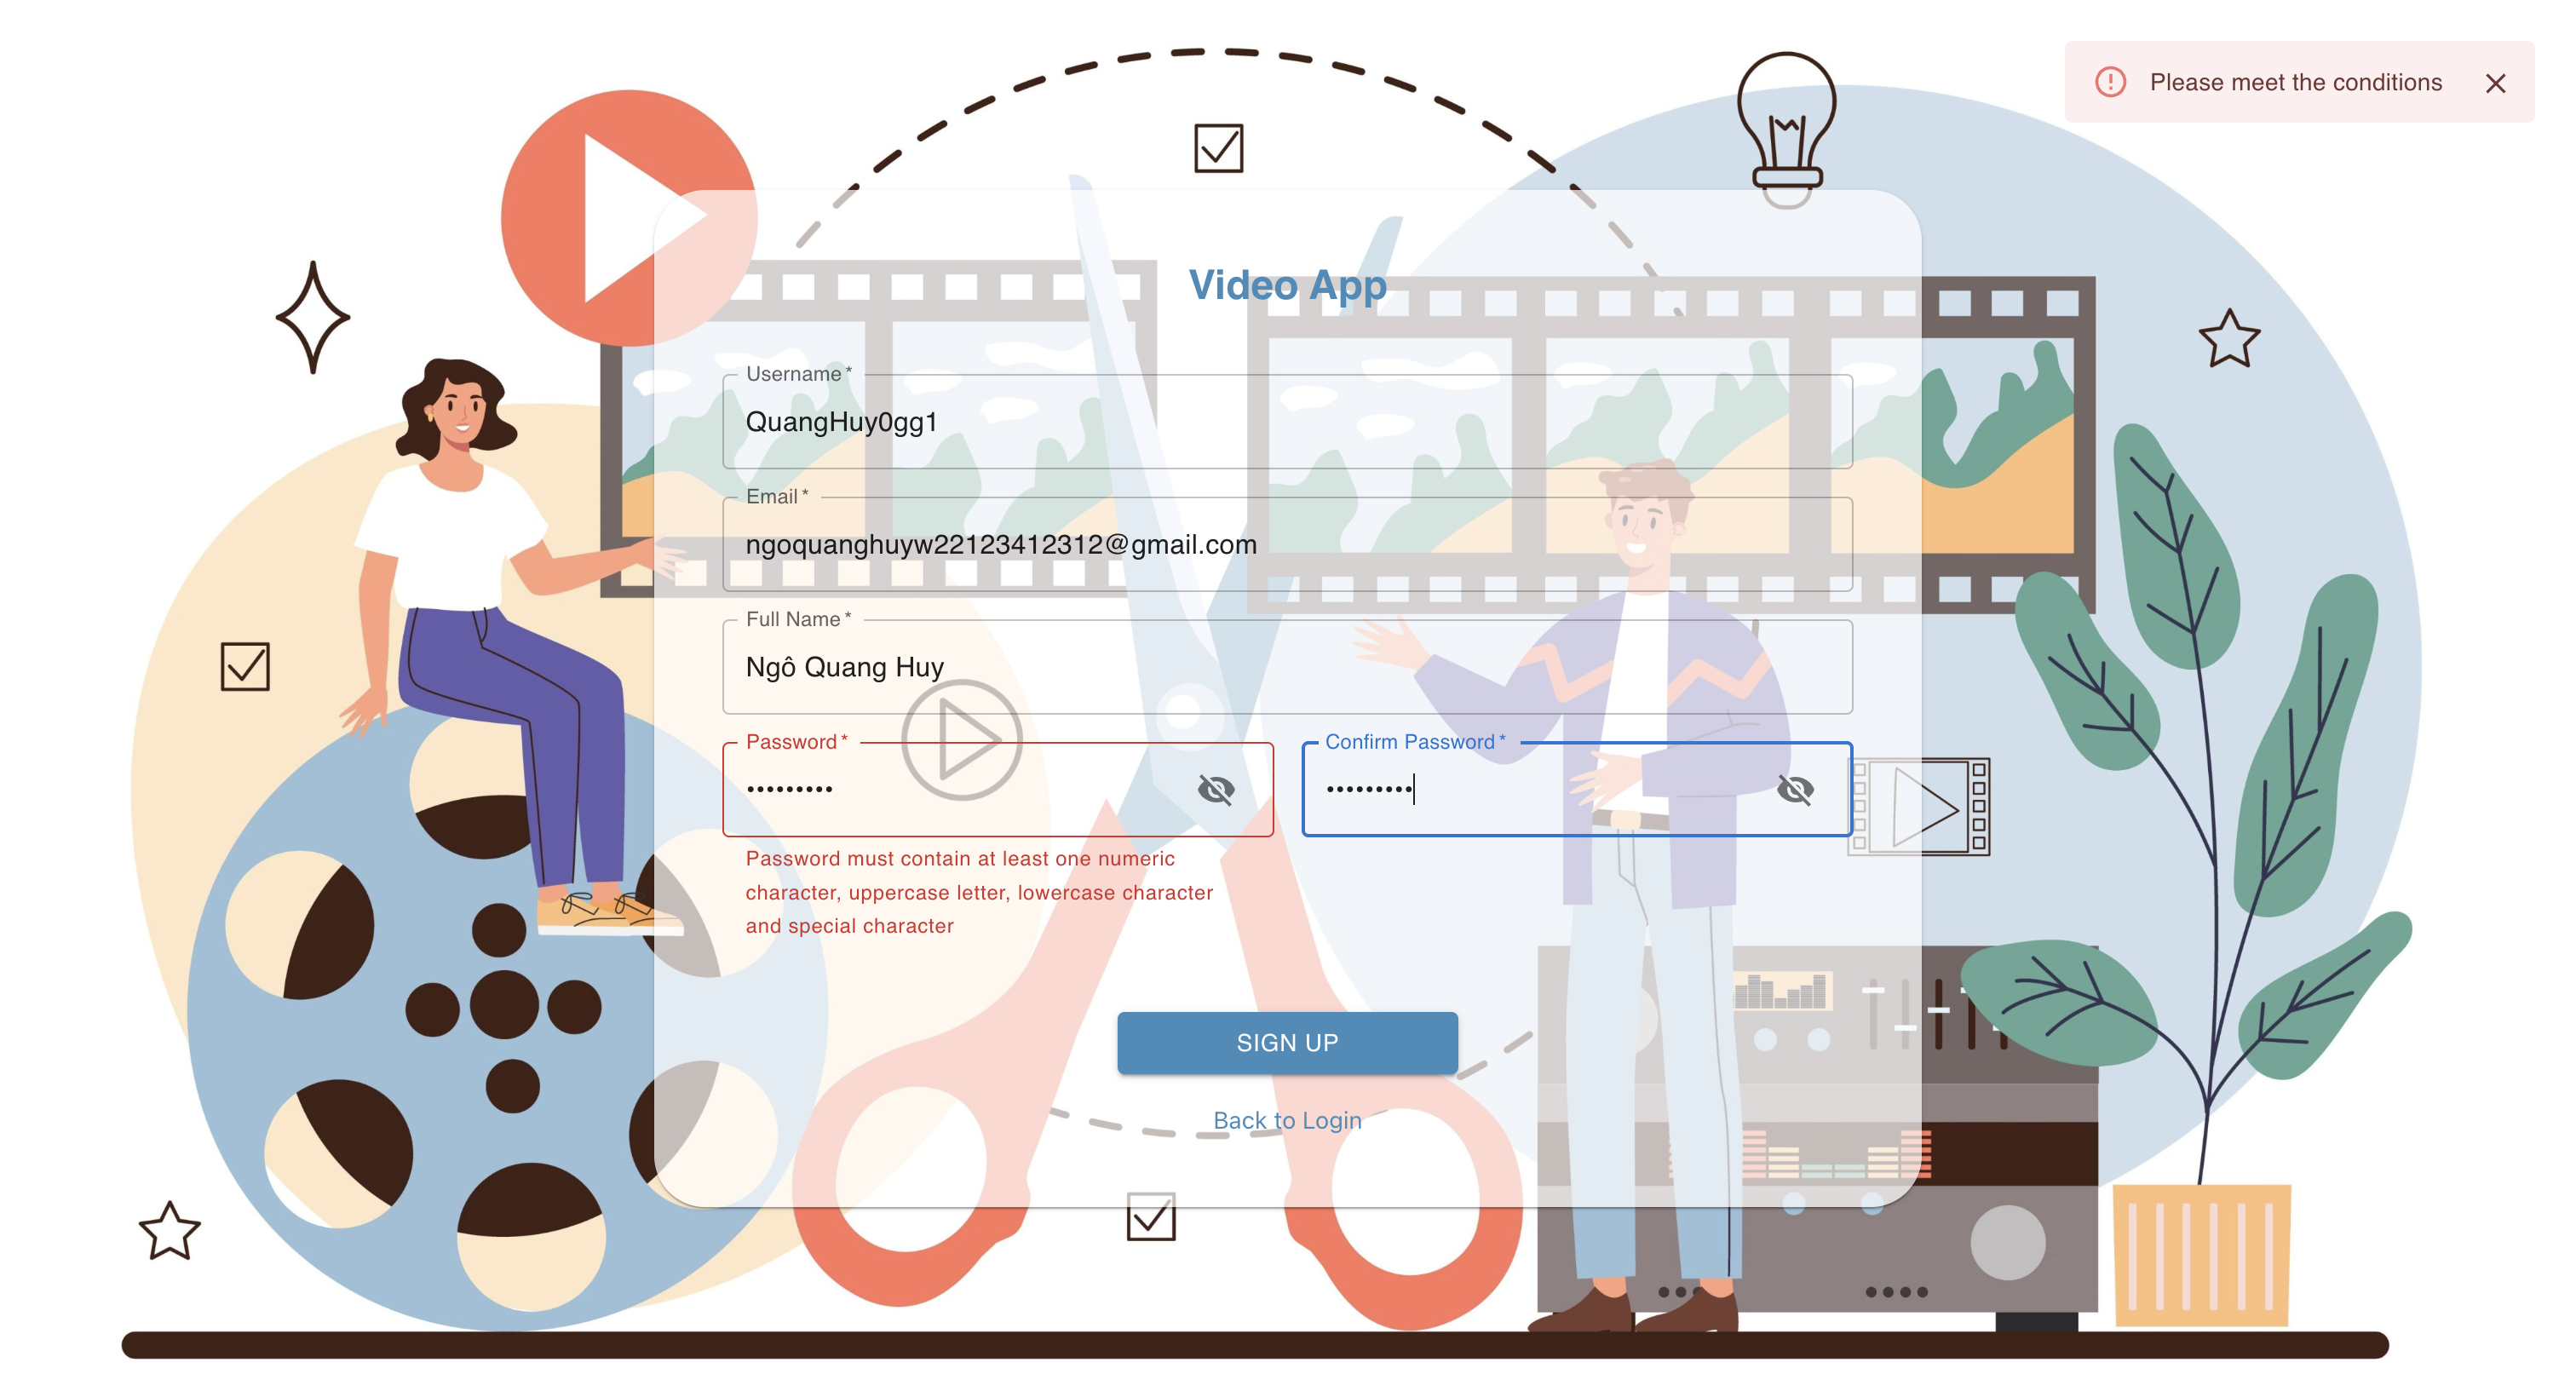 Please meet the conditions
Video App
Username *
QuangHuy0gg1
Email *
ngoquanghuyw22123412312@gmail.com
Full Name *
Ngô Quang Huy
Password *
•••••••••
Confirm Password *
•••••••••
Password must contain at least one numeric
character, uppercase letter, lowercase character
and special character
SIGN UP
Back to Login